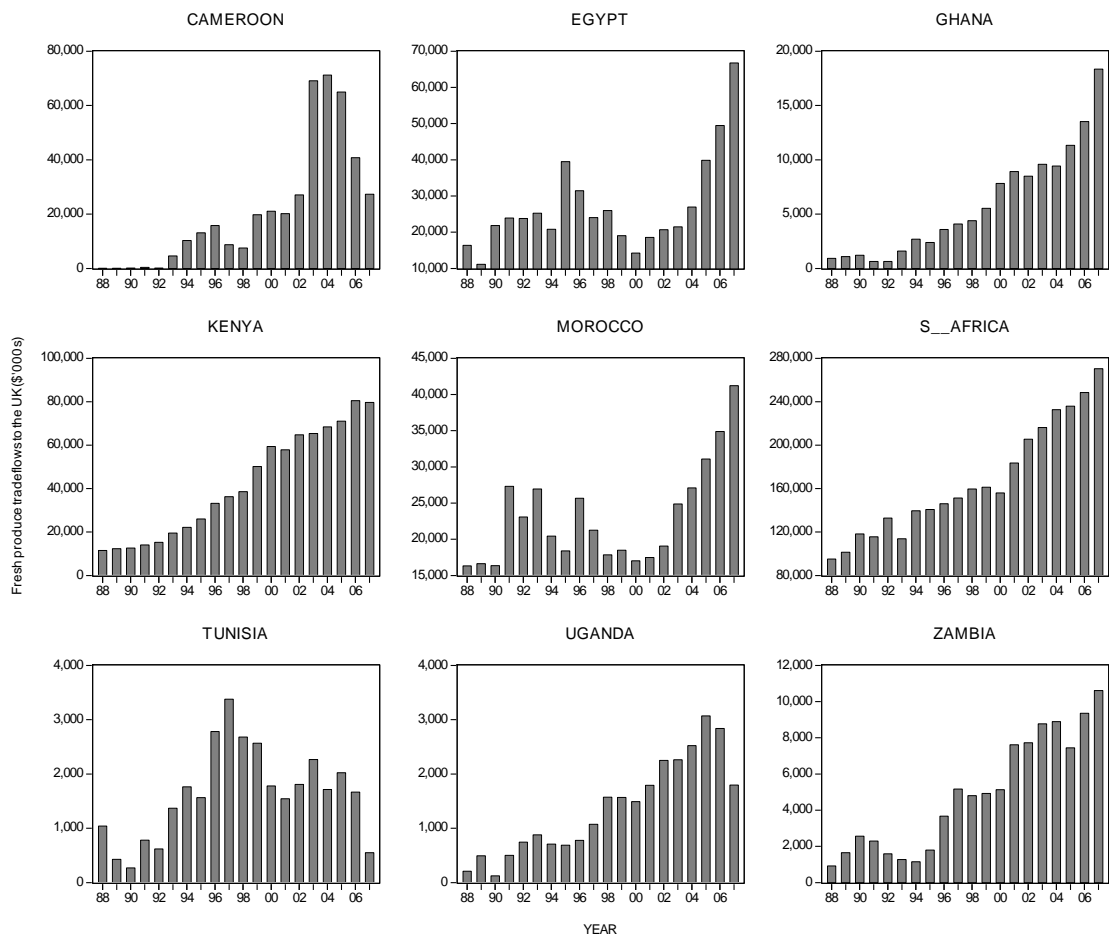 CAMEROON
80,000
60,000
40,000
20,000
0
88 90 92 94 96 98 00 02 04 06
EGYPT
70,000
60,000
50,000
40,000
30,000
20,000
10,000
88 90 92 94 96 98 00 02 04 06
GHANA
20,000
15,000
10,000
5,000
0
88 90 92 94 96 98 00 02 04 06
Fresh produce trade flows to the UK ($'000s)
KENYA
100,000
80,000
60,000
40,000
20,000
0
88 90 92 94 96 98 00 02 04 06
MOROCCO
45,000
40,000
35,000
30,000
25,000
20,000
15,000
88 90 92 94 96 98 00 02 04 06
S__AFRICA
280,000
240,000
200,000
160,000
120,000
80,000
88 90 92 94 96 98 00 02 04 06
TUNISIA
4,000
3,000
2,000
1,000
0
88 90 92 94 96 98 00 02 04 06
UGANDA
4,000
3,000
2,000
1,000
0
88 90 92 94 96 98 00 02 04 06
ZAMBIA
12,000
10,000
8,000
6,000
4,000
2,000
0
88 90 92 94 96 98 00 02 04 06
YEAR